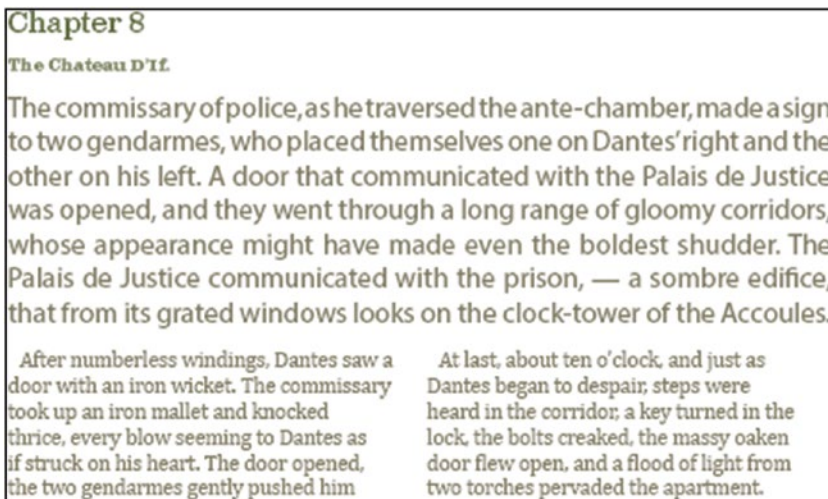 Chapter 8
The Chateau D'If.
The commissary of police, as he traversed the ante-chamber, made a sign
to two gendarmes, who placed themselves one on Dantes' right and the
other on his left. A door that communicated with the Palais de Justice
was opened, and they went through a long range of gloomy corridors,
whose appearance might have made even the boldest shudder. The
Palais de Justice communicated with the prison, — a sombre edifice,
that from its grated windows looks on the clock-tower of the Accoules.
After numberless windings, Dantes saw a
door with an iron wicket. The commissary
took up an iron mallet and knocked
thrice, every blow seeming to Dantes as
if struck on his heart. The door opened,
the two gendarmes gently pushed him
At last, about ten o'clock, and just as
Dantes began to despair, steps were
heard in the corridor, a key turned in the
lock, the bolts creaked, the massy oaken
door flew open, and a flood of light from
two torches pervaded the apartment.